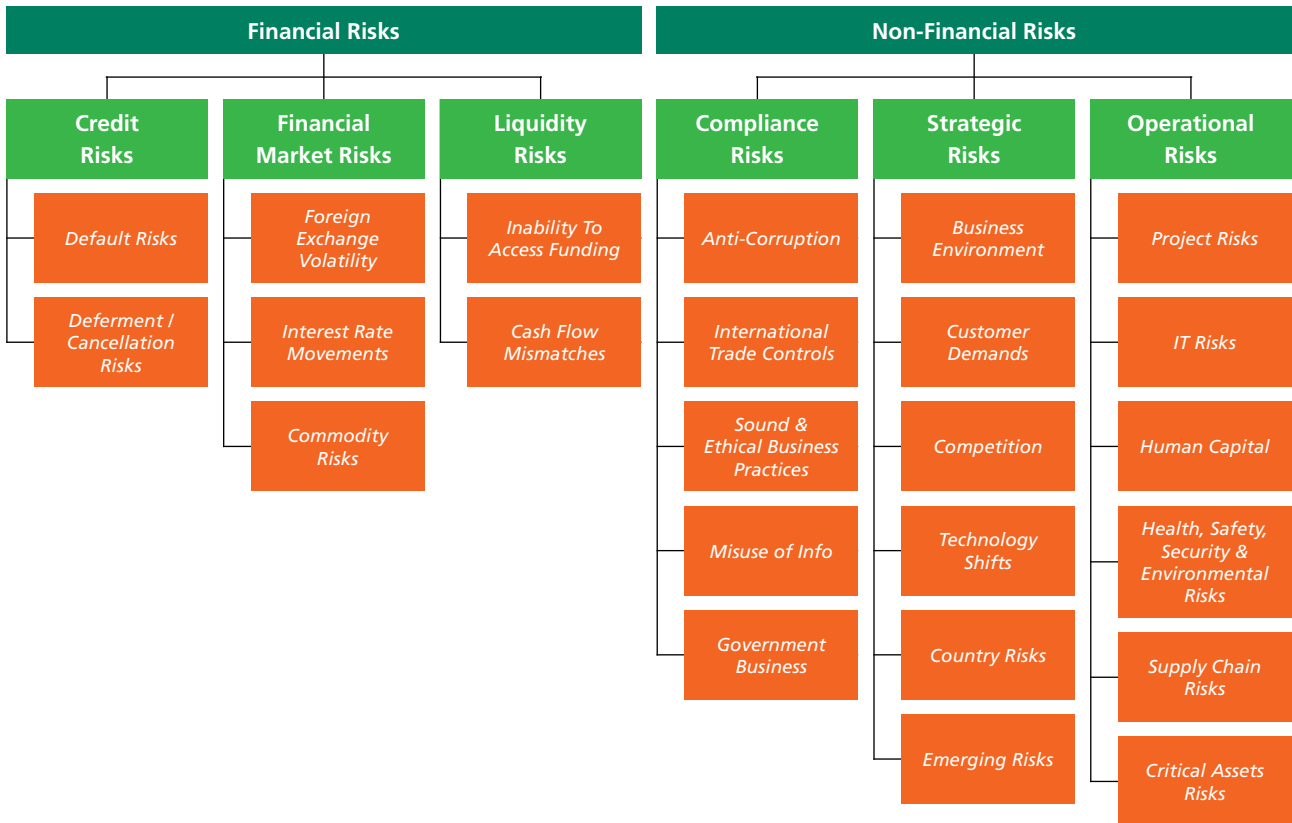 Financial Risks
Non-Financial Risks
Credit
Risks
Financial
Market Risks
Liquidity
Risks
Compliance
Risks
Strategic
Risks
Operational
Risks
Default Risks
Deferment /
Cancellation
Risks
Foreign
Exchange
Volatility
Interest Rate
Movements
Commodity
Risks
Inability To
Access Funding
Cash Flow
Mismatches
Anti-Corruption
International
Trade Controls
Sound &
Ethical Business
Practices
Misuse of Info
Government
Business
Business
Environment
Customer
Demands
Competition
Technology
Shifts
Country Risks
Emerging Risks
Project Risks
IT Risks
Human Capital
Health, Safety,
Security &
Environmental
Risks
Supply Chain
Risks
Critical Assets
Risks